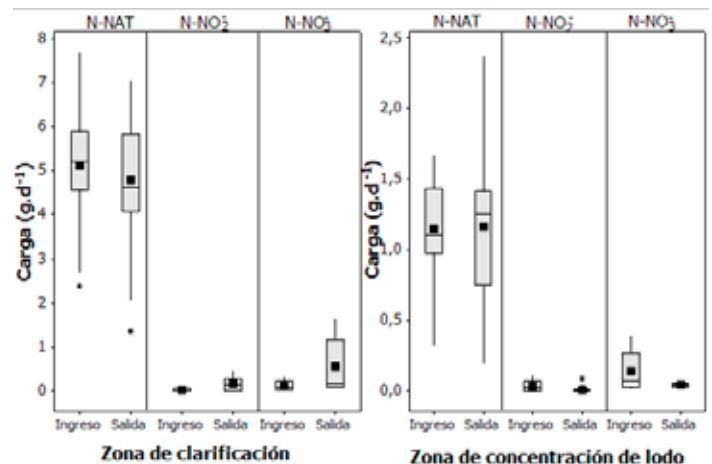 N-NAT N-NO₂⁻ N-NO₃⁻
8
7
6
5
4
3
2
1
0
Carga (g.d⁻¹)
Ingreso Salida Ingreso Salida Ingreso Salida
Zona de clarificación
N-NAT N-NO₂⁻ N-NO₃⁻
2,5
2,0
1,5
1,0
0,5
0,0
Carga (g.d⁻¹)
Ingreso Salida Ingreso Salida Ingreso Salida
Zona de concentración de lodo